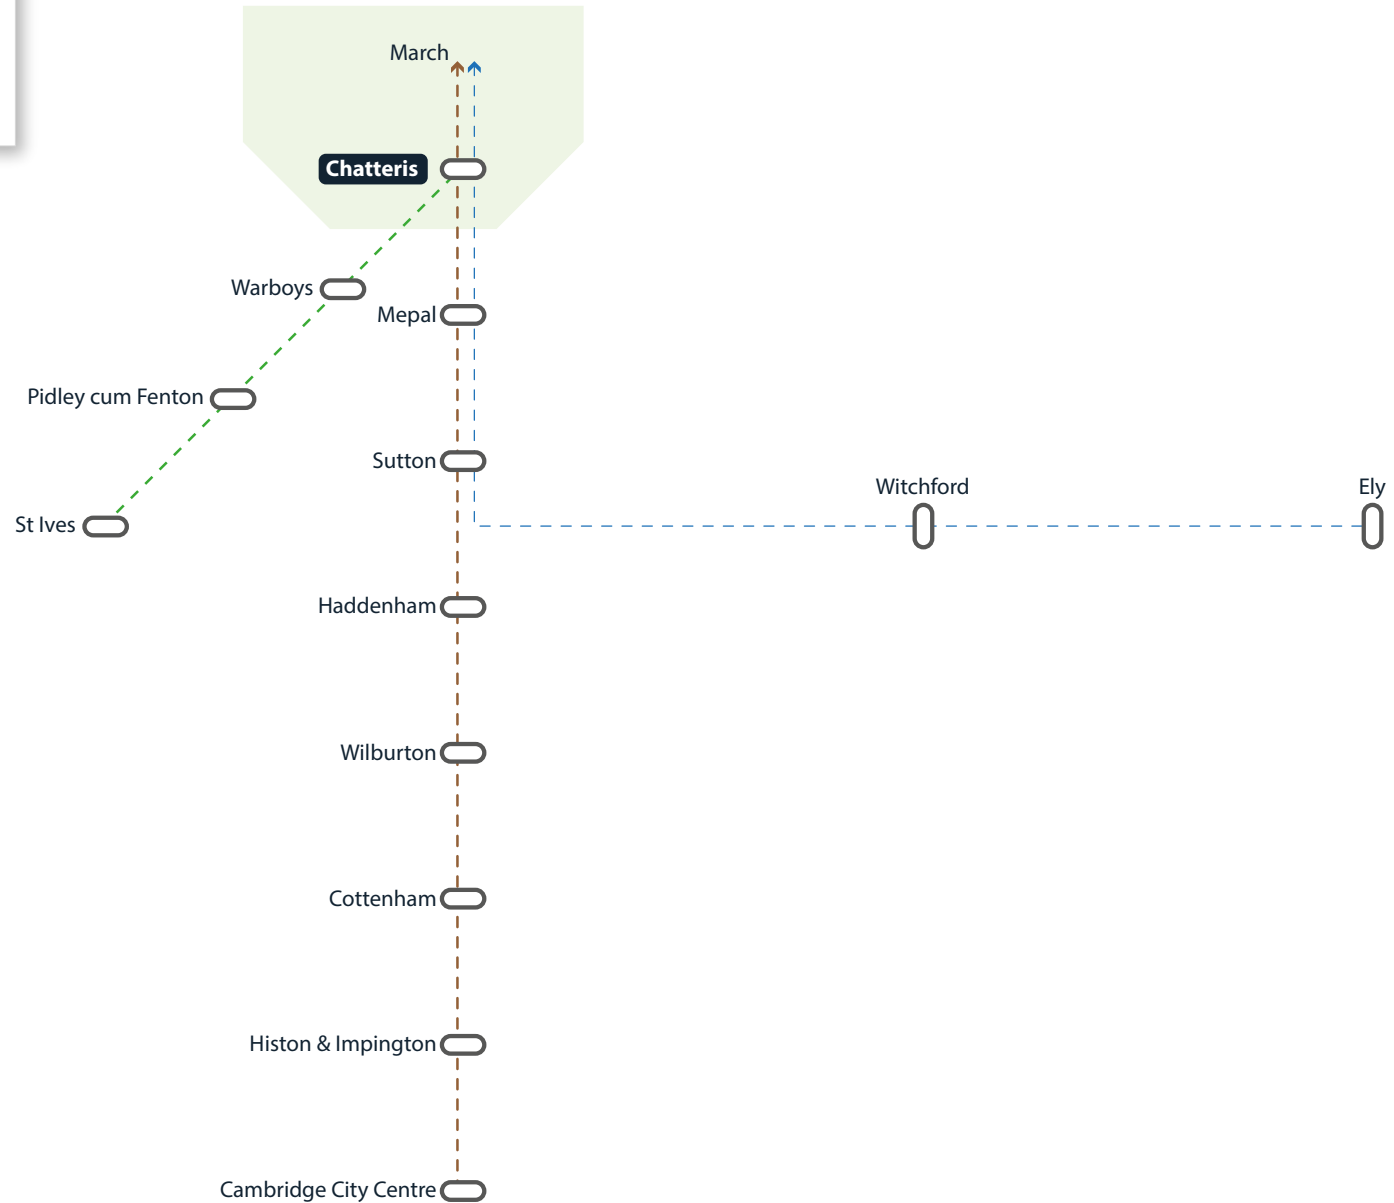 March
Chatteris
Warboys
Mepal
Pidley cum Fenton
Sutton
Witchford
Ely
St Ives
Haddenham
Wilburton
Cottenham
Histon & Impington
Cambridge City Centre